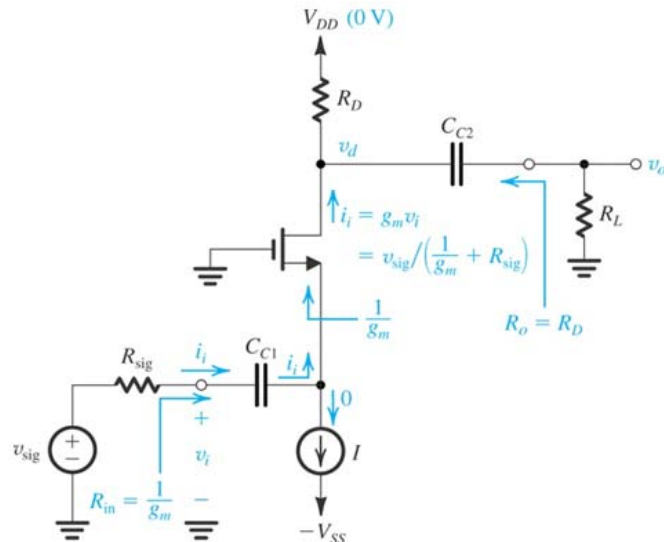 V_DD (0 V)
R_D
C_C2
v_d
v_o
i_i = g_m v_i
= v_sig/(1/g_m + R_sig)
R_L
1/g_m
R_o = R_D
R_sig
i_i
C_C1
i_i
0
+
+
−
v_sig
v_i
I
R_in = 1/g_m
−
−V_SS